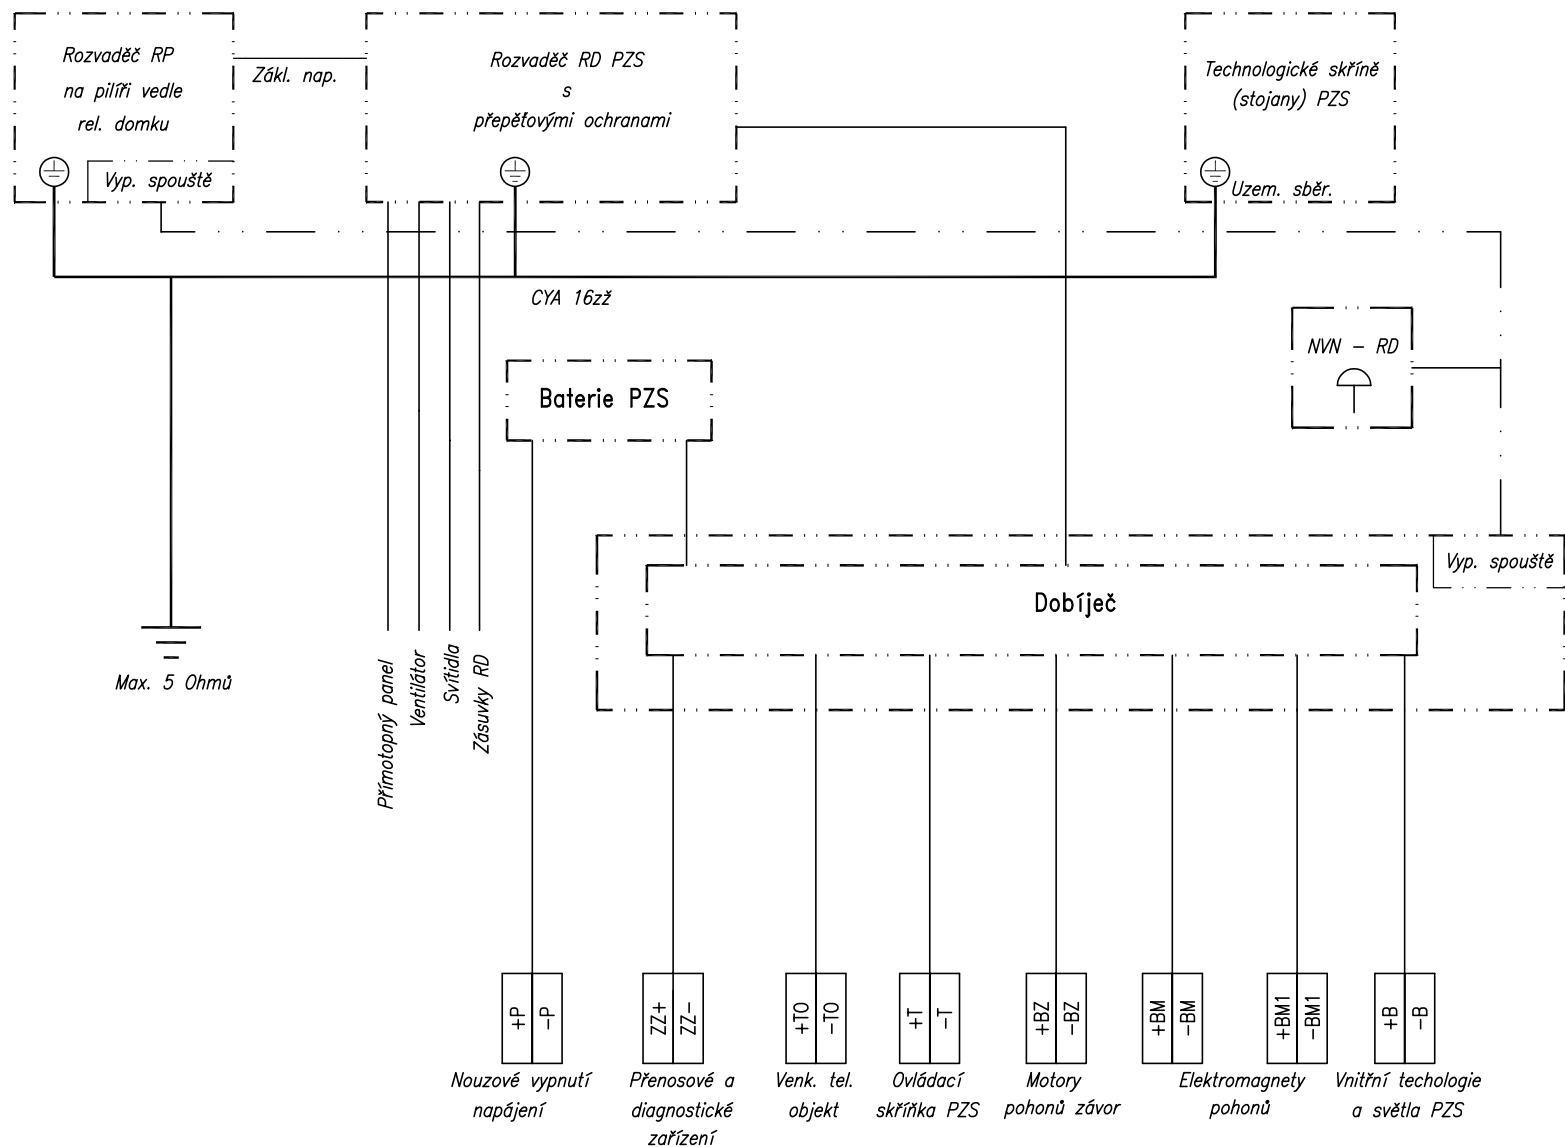 Rozvaděč RP
na pilíři vedle
rel. domku
Zákl. nap.
Rozvaděč RD PZS
s
přepěťovými ochranami
Technologické skříně
(stojany) PZS
Vyp. spouště
Uzem. sběr.
CYA 16zž
NVN - RD
Baterie PZS
Vyp. spouště
Dobíječ
Max. 5 Ohmů
Přímotopný panel
Ventilátor
Svítidla
Zásuvky RD
+P
-P
ZZ+
ZZ-
+TO
-TO
+T
-T
+BZ
-BZ
+BM
-BM
+BM1
-BM1
+B
-B
Nouzové vypnutí
napájení
Přenosové a
diagnostické
zařízení
Venk. tel.
objekt
Ovládací
skříňka PZS
Motory
pohonů závor
Elektromagnety
pohonů
Vnitřní techologie
a světla PZS